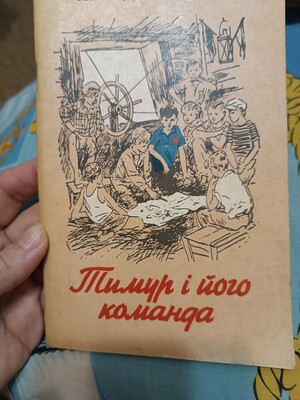 Тимур і його
команда